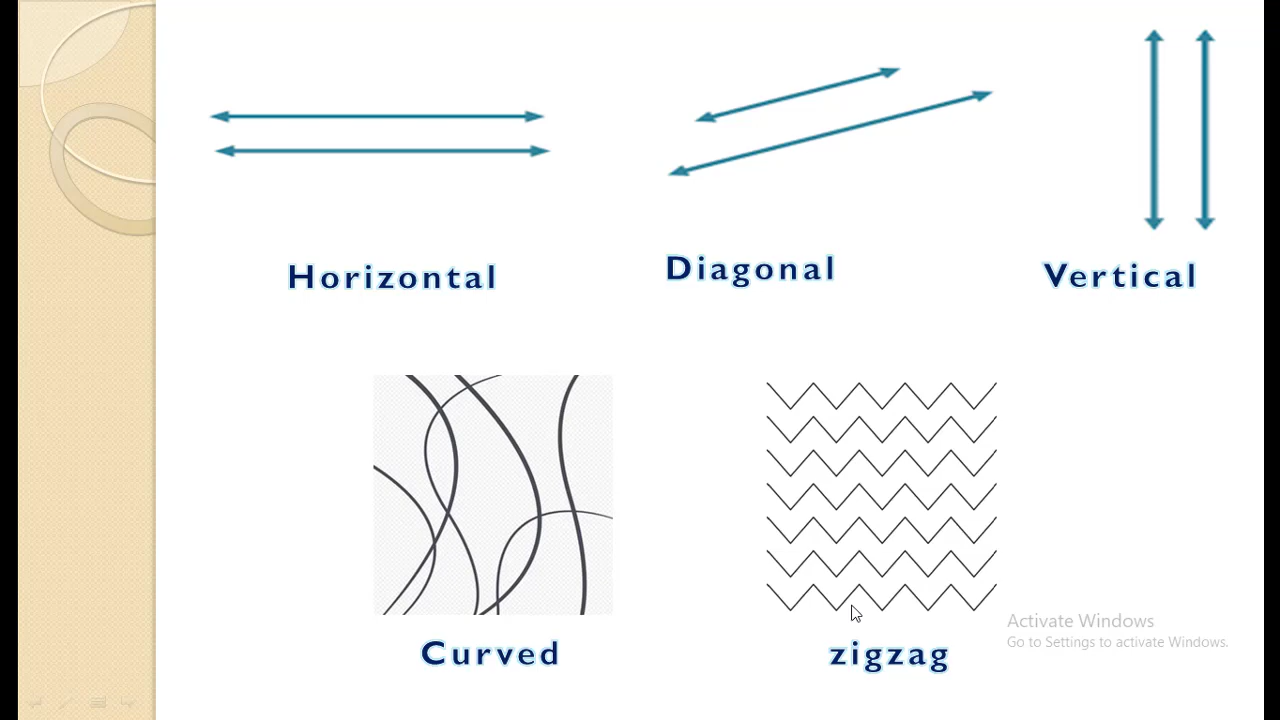 Horizontal
Diagonal
Vertical
Curved
zigzag
Activate Windows
Go to Settings to activate Windows.